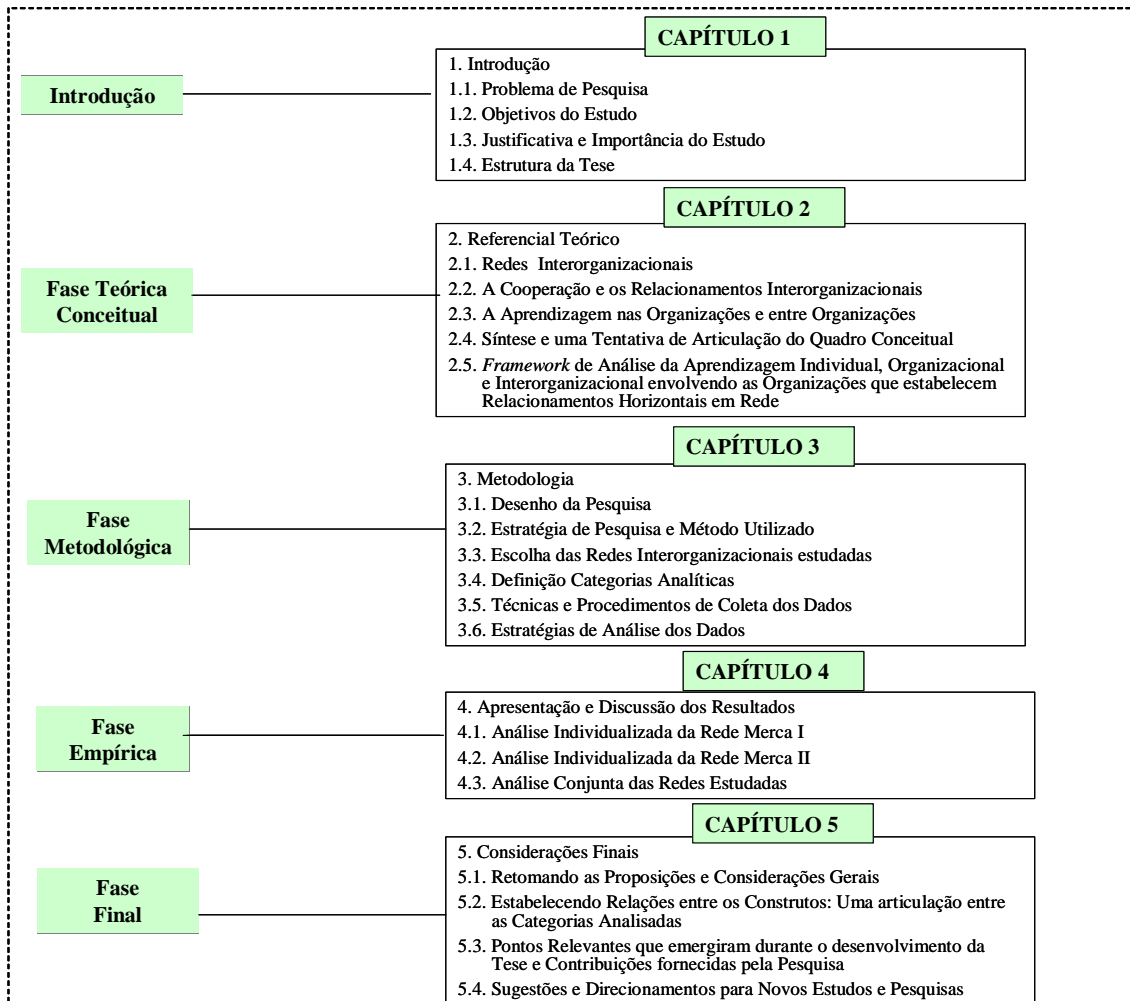 CAPÍTULO 1
Introdução
1. Introdução
1.1. Problema de Pesquisa
1.2. Objetivos do Estudo
1.3. Justificativa e Importância do Estudo
1.4. Estrutura da Tese
CAPÍTULO 2
Fase Teórica
Conceitual
2. Referencial Teórico
2.1. Redes Interorganizacionais
2.2. A Cooperação e os Relacionamentos Interorganizacionais
2.3. A Aprendizagem nas Organizações e entre Organizações
2.4. Síntese e uma Tentativa de Articulação do Quadro Conceitual
2.5. Framework de Análise da Aprendizagem Individual, Organizacional
e Interorganizacional envolvendo as Organizações que estabelecem
Relacionamentos Horizontais em Rede
CAPÍTULO 3
Fase
Metodológica
3. Metodologia
3.1. Desenho da Pesquisa
3.2. Estratégia de Pesquisa e Método Utilizado
3.3. Escolha das Redes Interorganizacionais estudadas
3.4. Definição Categorias Analíticas
3.5. Técnicas e Procedimentos de Coleta dos Dados
3.6. Estratégias de Análise dos Dados
CAPÍTULO 4
Fase
Empírica
4. Apresentação e Discussão dos Resultados
4.1. Análise Individualizada da Rede Merca I
4.2. Análise Individualizada da Rede Merca II
4.3. Análise Conjunta das Redes Estudadas
CAPÍTULO 5
Fase
Final
5. Considerações Finais
5.1. Retomando as Proposições e Considerações Gerais
5.2. Estabelecendo Relações entre os Construtos: Uma articulação entre
as Categorias Analisadas
5.3. Pontos Relevantes que emergiram durante o desenvolvimento da
Tese e Contribuições fornecidas pela Pesquisa
5.4. Sugestões e Direcionamentos para Novos Estudos e Pesquisas